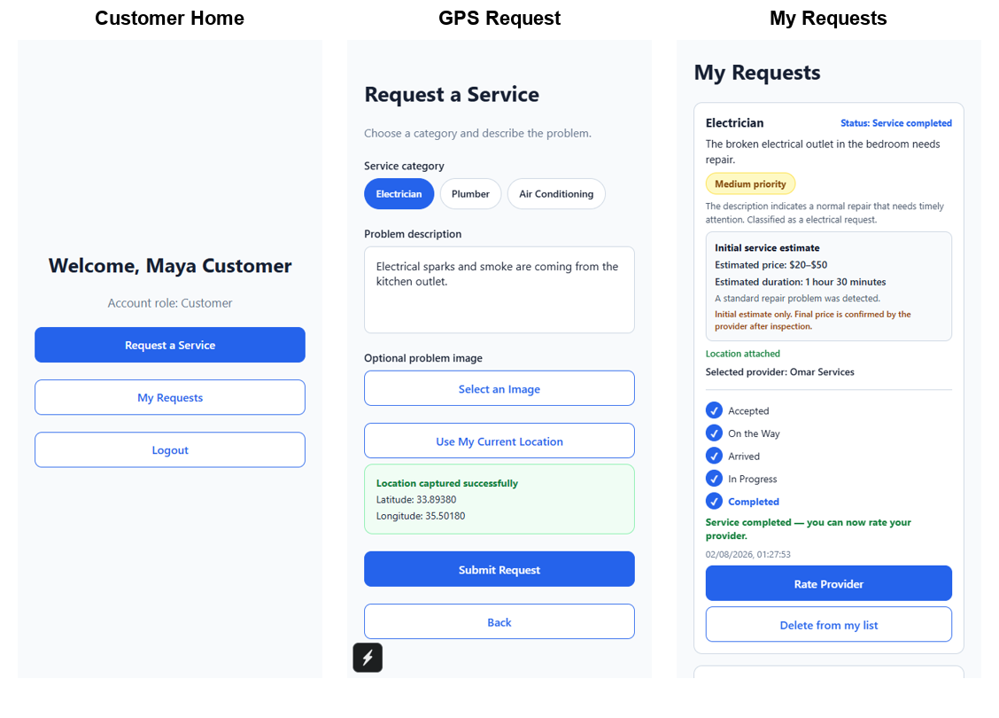 Customer Home
Welcome, Maya Customer
Account role: Customer
Request a Service
My Requests
Logout
GPS Request
Request a Service
Choose a category and describe the problem.
Service category
Electrician
Plumber
Air Conditioning
Problem description
Electrical sparks and smoke are coming from the
kitchen outlet.
Optional problem image
Select an Image
Use My Current Location
Location captured successfully
Latitude: 33.89380
Longitude: 35.50180
Submit Request
Back
My Requests
My Requests
Electrician
Status: Service completed
The broken electrical outlet in the bedroom needs
repair.
Medium priority
The description indicates a normal repair that needs timely
attention. Classified as a electrical request.
Initial service estimate
Estimated price: $20–$50
Estimated duration: 1 hour 30 minutes
A standard repair problem was detected.
Initial estimate only. Final price is confirmed by the
provider after inspection.
Location attached
Selected provider: Omar Services
Accepted
On the Way
Arrived
In Progress
Completed
Service completed — you can now rate your
provider.
02/08/2026, 01:27:53
Rate Provider
Delete from my list